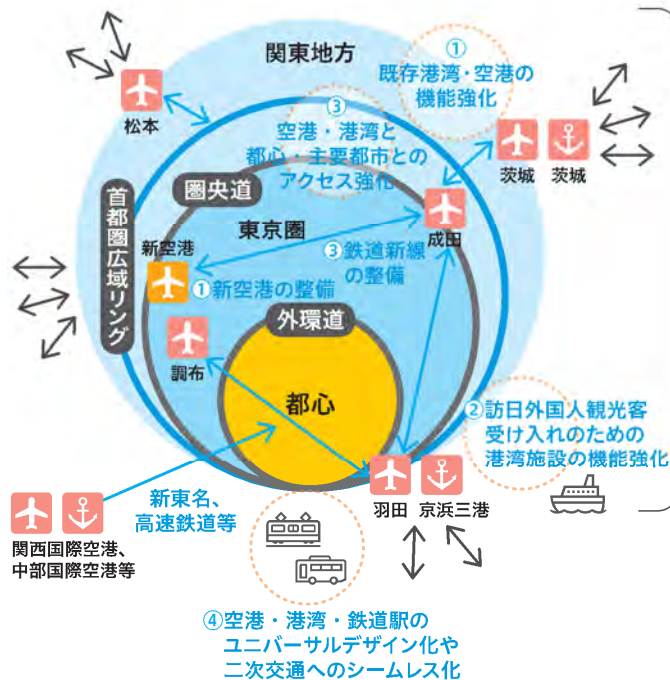 関東地方
①
既存港湾・空港の
機能強化
松本
③
空港・港湾と
都心・主要都市との
アクセス強化
茨城
茨城
首都圏広域リング
圏央道
東京圏
成田
新空港
③鉄道新線
の整備
①新空港の整備
外環道
調布
都心
②訪日外国人観光客
受け入れのための
港湾施設の機能強化
新東名、
高速鉄道等
羽田
京浜三港
関西国際空港、
中部国際空港等
④空港・港湾・鉄道駅の
ユニバーサルデザイン化や
二次交通へのシームレス化